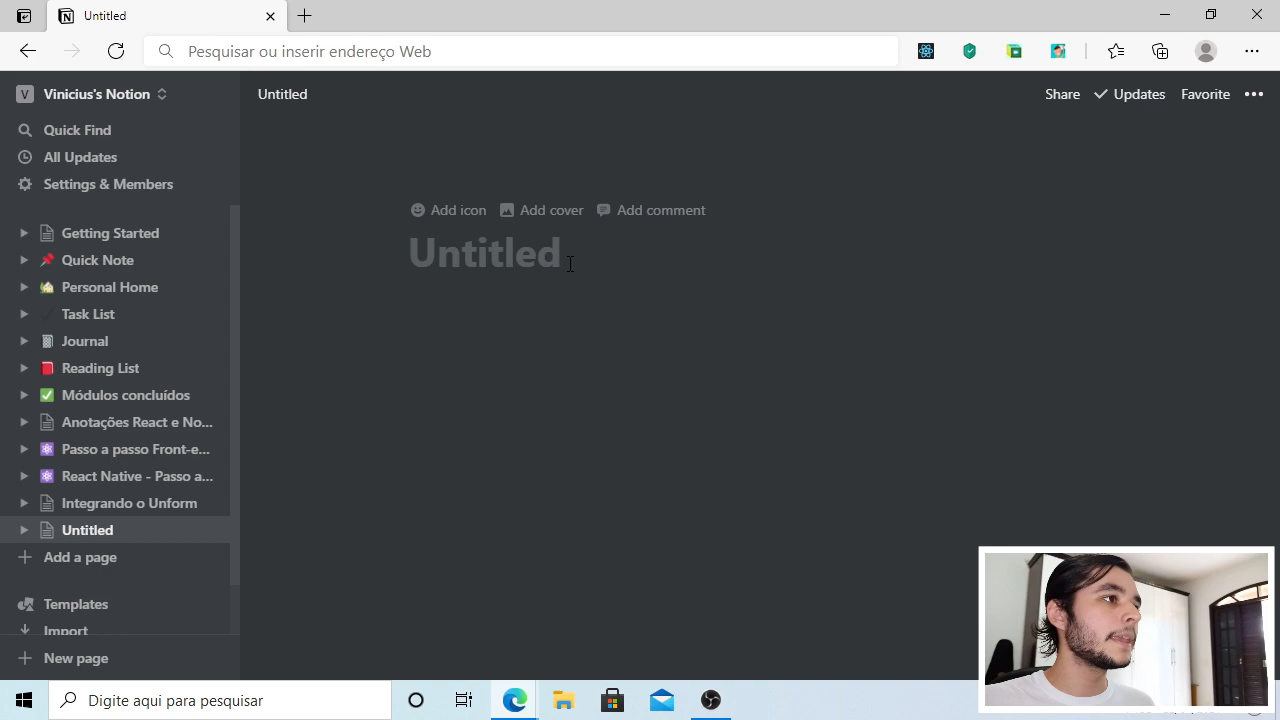 Untitled
Pesquisar ou inserir endereço Web
V Vinicius's Notion
Untitled
Share
Updates
Favorite
Quick Find
All Updates
Settings & Members
Getting Started
Quick Note
Personal Home
Task List
Journal
Reading List
Módulos concluídos
Anotações React e No...
Passo a passo Front-e...
React Native - Passo a...
Integrando o Unform
Untitled
Add a page
Templates
Import
New page
Add icon
Add cover
Add comment
Untitled
Digite aqui para pesquisar